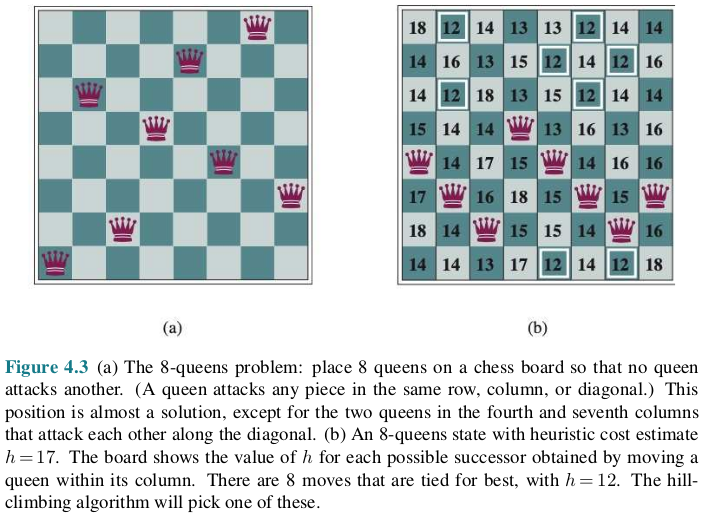 18 12 14 13 13 12 14 14
14 16 13 15 12 14 12 16
14 12 18 13 15 12 14 14
15 14 14 13 16 13 16
14 17 15 14 16 16
17 16 18 15 15
18 14 15 15 14 16
14 14 13 17 12 14 12 18
(a)
(b)
Figure 4.3 (a) The 8-queens problem: place 8 queens on a chess board so that no queen
attacks another. (A queen attacks any piece in the same row, column, or diagonal.) This
position is almost a solution, except for the two queens in the fourth and seventh columns
that attack each other along the diagonal. (b) An 8-queens state with heuristic cost estimate
h = 17. The board shows the value of h for each possible successor obtained by moving a
queen within its column. There are 8 moves that are tied for best, with h = 12. The hill-
climbing algorithm will pick one of these.